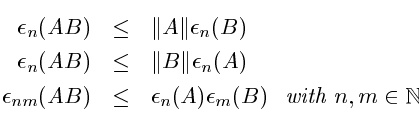 ϵₙ(AB) ≤ ‖A‖ϵₙ(B)
ϵₙ(AB) ≤ ‖B‖ϵₙ(A)
ϵₙₘ(AB) ≤ ϵₙ(A)ϵₘ(B) with n, m ∈ ℕ